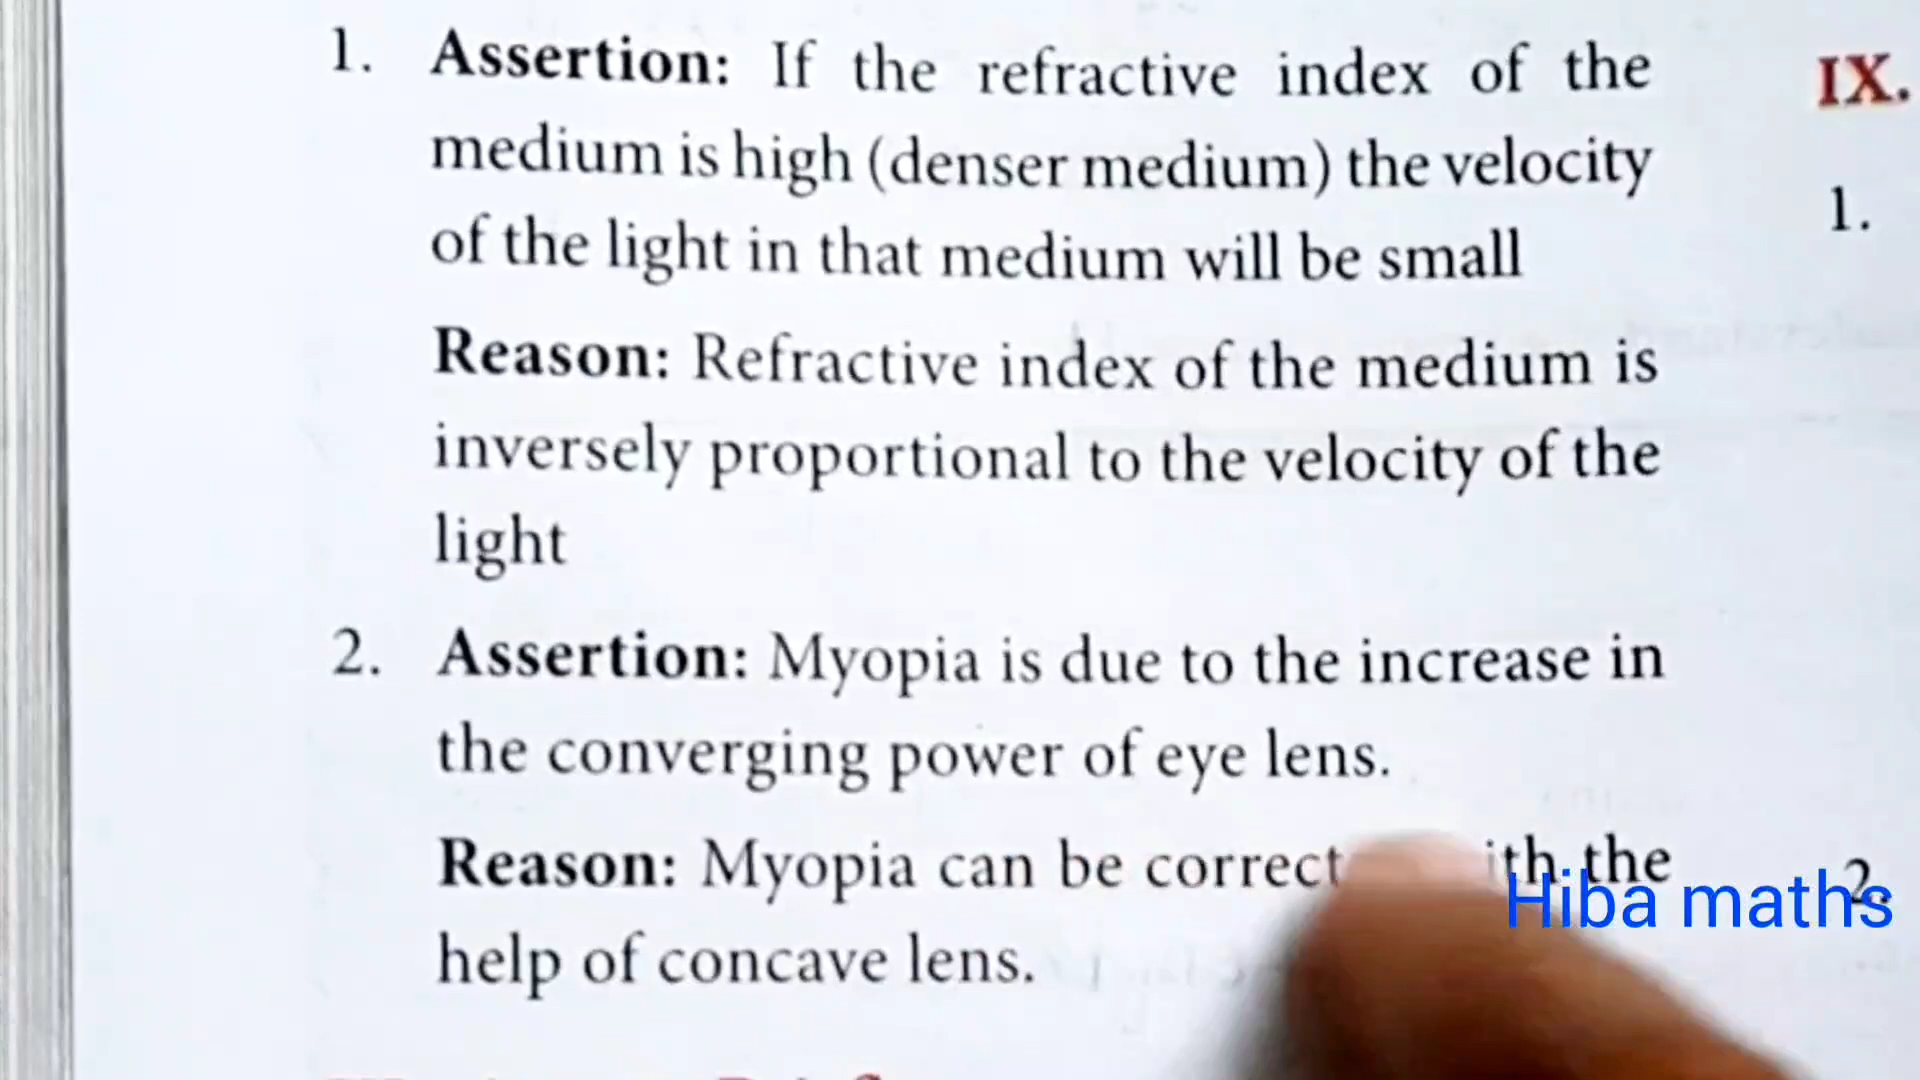 1. Assertion: If the refractive index of the
medium is high (denser medium) the velocity
of the light in that medium will be small
Reason: Refractive index of the medium is
inversely proportional to the velocity of the
light
2. Assertion: Myopia is due to the increase in
the converging power of eye lens.
Reason: Myopia can be correct ith the
help of concave lens.
IX.
1.
2.
Hiba maths